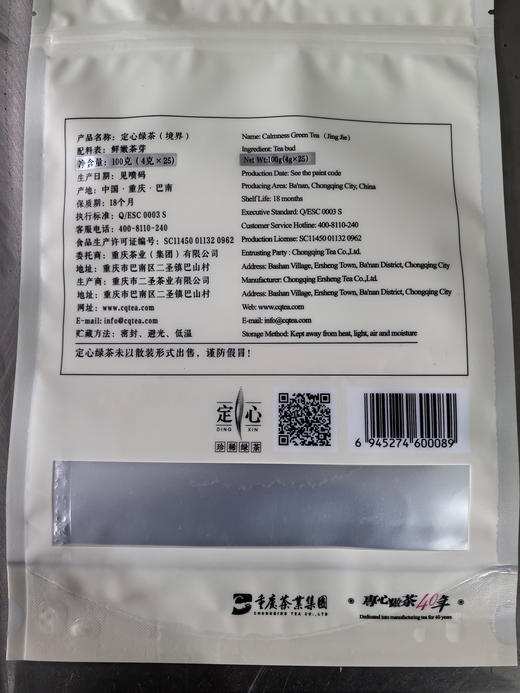 产品名称：定心绿茶（境界）
配料表：鲜嫩茶芽
净含量：100克（4克×25）
生产日期：见喷码
产地：中国·重庆·巴南
保质期：18个月
执行标准：Q/ESC 0003 S
客服电话：400-8110-240
食品生产许可证编号：SC11450 01132 0962
委托商：重庆茶业（集团）有限公司
地址：重庆市巴南区二圣镇巴山村
生产商：重庆市二圣茶业有限公司
地址：重庆市巴南区二圣镇巴山村
网址：www.cqtea.com
E-mail：info@cqtea.com
贮藏方法：密封、避光、低温
定心绿茶未以散装形式出售，谨防假冒！
Name: Calmness Green Tea（Jing Jie）
Ingredient: Tea bud
Net Wt:100g(4g×25)
Production Date: See the paint code
Producing Area: Ba'nan, Chongqing City, China
Shelf Life: 18 months
Executive Standard: Q/ESC 0003 S
Customer Service Hotline: 400-8110-240
Production License: SC11450 01132 0962
Entrusting Party : Chongqing Tea Co.,Ltd.
Address: Bashan Village, Ersheng Town, Ba'nan District, Chongqing City
Manufacturer: Chongqing Ersheng Tea Co.,Ltd.
Address: Bashan Village, Ersheng Town, Ba'nan District, Chongqing City
Web: www.cqtea.com
E-mail: info@cqtea.com
Storage Method: Kept away from heat, light, air and moisture
定心
DING XIN
珍稀绿茶
6 945274 600089
重慶茶業集團
CHONGQING TEA CO.,LTD
專心做茶40年
Dedicated into manufacturing tea for 40 years